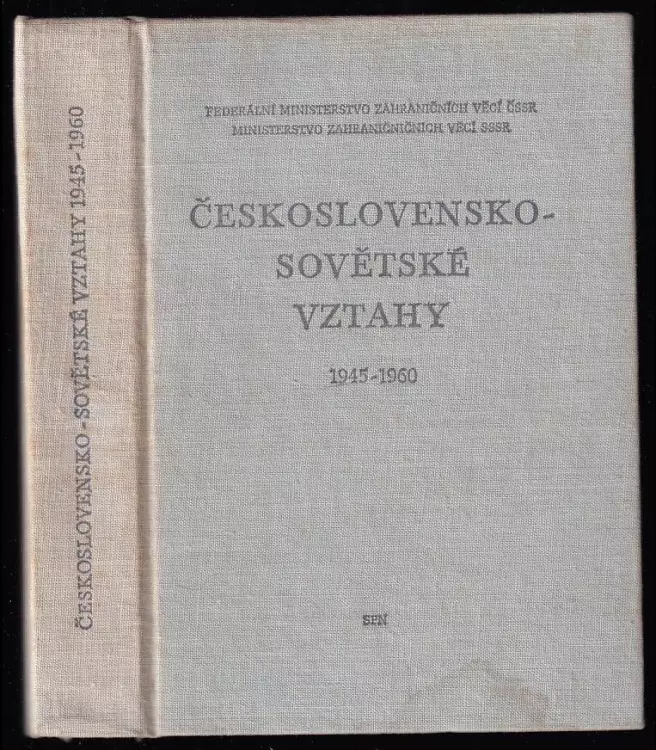 FEDERÁLNÍ MINISTERSTVO ZAHRANIČNÍCH VĚCÍ ČSSR
MINISTERSTVO ZAHRANIČNIČNÍCH VĚCÍ SSSR
ČESKOSLOVENSKO-
SOVĚTSKÉ
VZTAHY
1945-1960
SPN
ČESKOSLOVENSKO-SOVĚTSKÉ VZTAHY 1945-1960